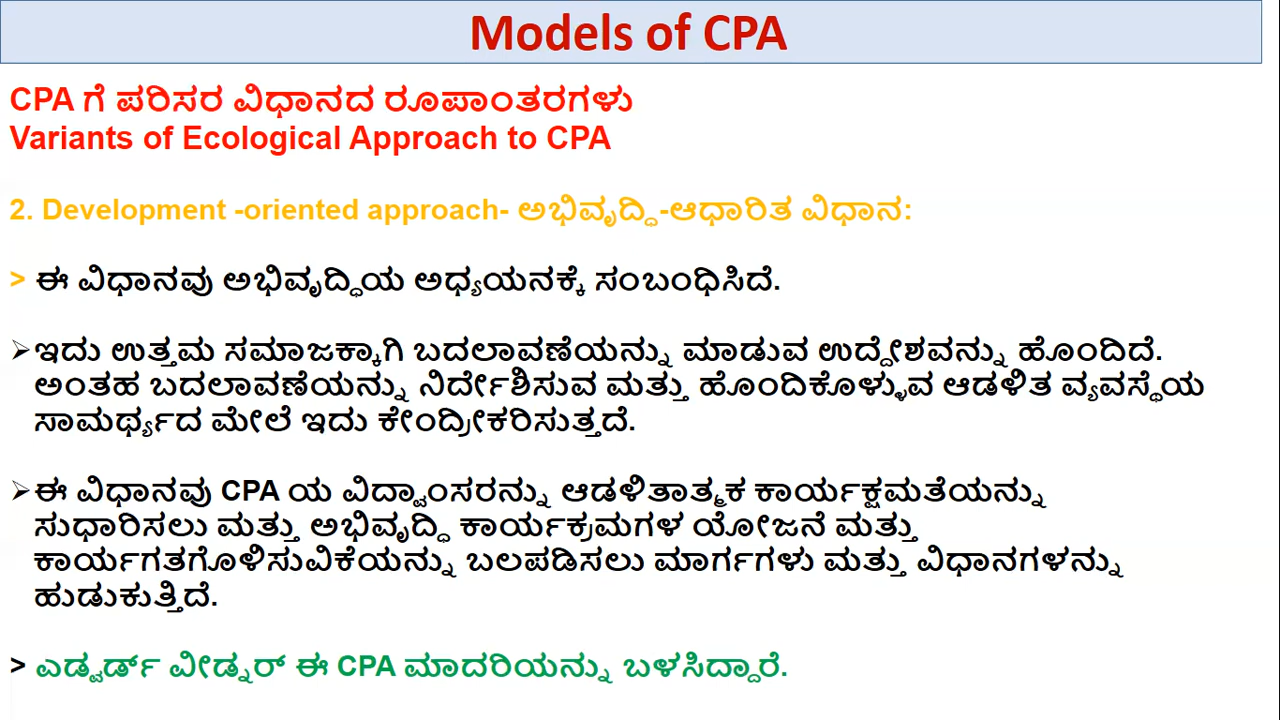 Models of CPA
CPA ಗೆ ಪರಿಸರ ವಿಧಾನದ ರೂಪಾಂತರಗಳು
Variants of Ecological Approach to CPA
2. Development -oriented approach- ಅಭಿವೃದ್ಧಿ-ಆಧಾರಿತ ವಿಧಾನ:
> ಈ ವಿಧಾನವು ಅಭಿವೃದ್ಧಿಯ ಅಧ್ಯಯನಕ್ಕೆ ಸಂಬಂಧಿಸಿದೆ.
➢ಇದು ಉತ್ತಮ ಸಮಾಜಕ್ಕಾಗಿ ಬದಲಾವಣೆಯನ್ನು ಮಾಡುವ ಉದ್ದೇಶವನ್ನು ಹೊಂದಿದೆ.
ಅಂತಹ ಬದಲಾವಣೆಯನ್ನು ನಿರ್ದೇಶಿಸುವ ಮತ್ತು ಹೊಂದಿಕೊಳ್ಳುವ ಆಡಳಿತ ವ್ಯವಸ್ಥೆಯ
ಸಾಮರ್ಥ್ಯದ ಮೇಲೆ ಇದು ಕೇಂದ್ರೀಕರಿಸುತ್ತದೆ.
➢ಈ ವಿಧಾನವು CPA ಯ ವಿದ್ವಾಂಸರನ್ನು ಆಡಳಿತಾತ್ಮಕ ಕಾರ್ಯಕ್ಷಮತೆಯನ್ನು
ಸುಧಾರಿಸಲು ಮತ್ತು ಅಭಿವೃದ್ಧಿ ಕಾರ್ಯಕ್ರಮಗಳ ಯೋಜನೆ ಮತ್ತು
ಕಾರ್ಯಗತಗೊಳಿಸುವಿಕೆಯನ್ನು ಬಲಪಡಿಸಲು ಮಾರ್ಗಗಳು ಮತ್ತು ವಿಧಾನಗಳನ್ನು
ಹುಡುಕುತ್ತಿದೆ.
> ಎಡ್ವರ್ಡ್ ವೀಡ್ನರ್ ಈ CPA ಮಾದರಿಯನ್ನು ಬಳಸಿದ್ದಾರೆ.